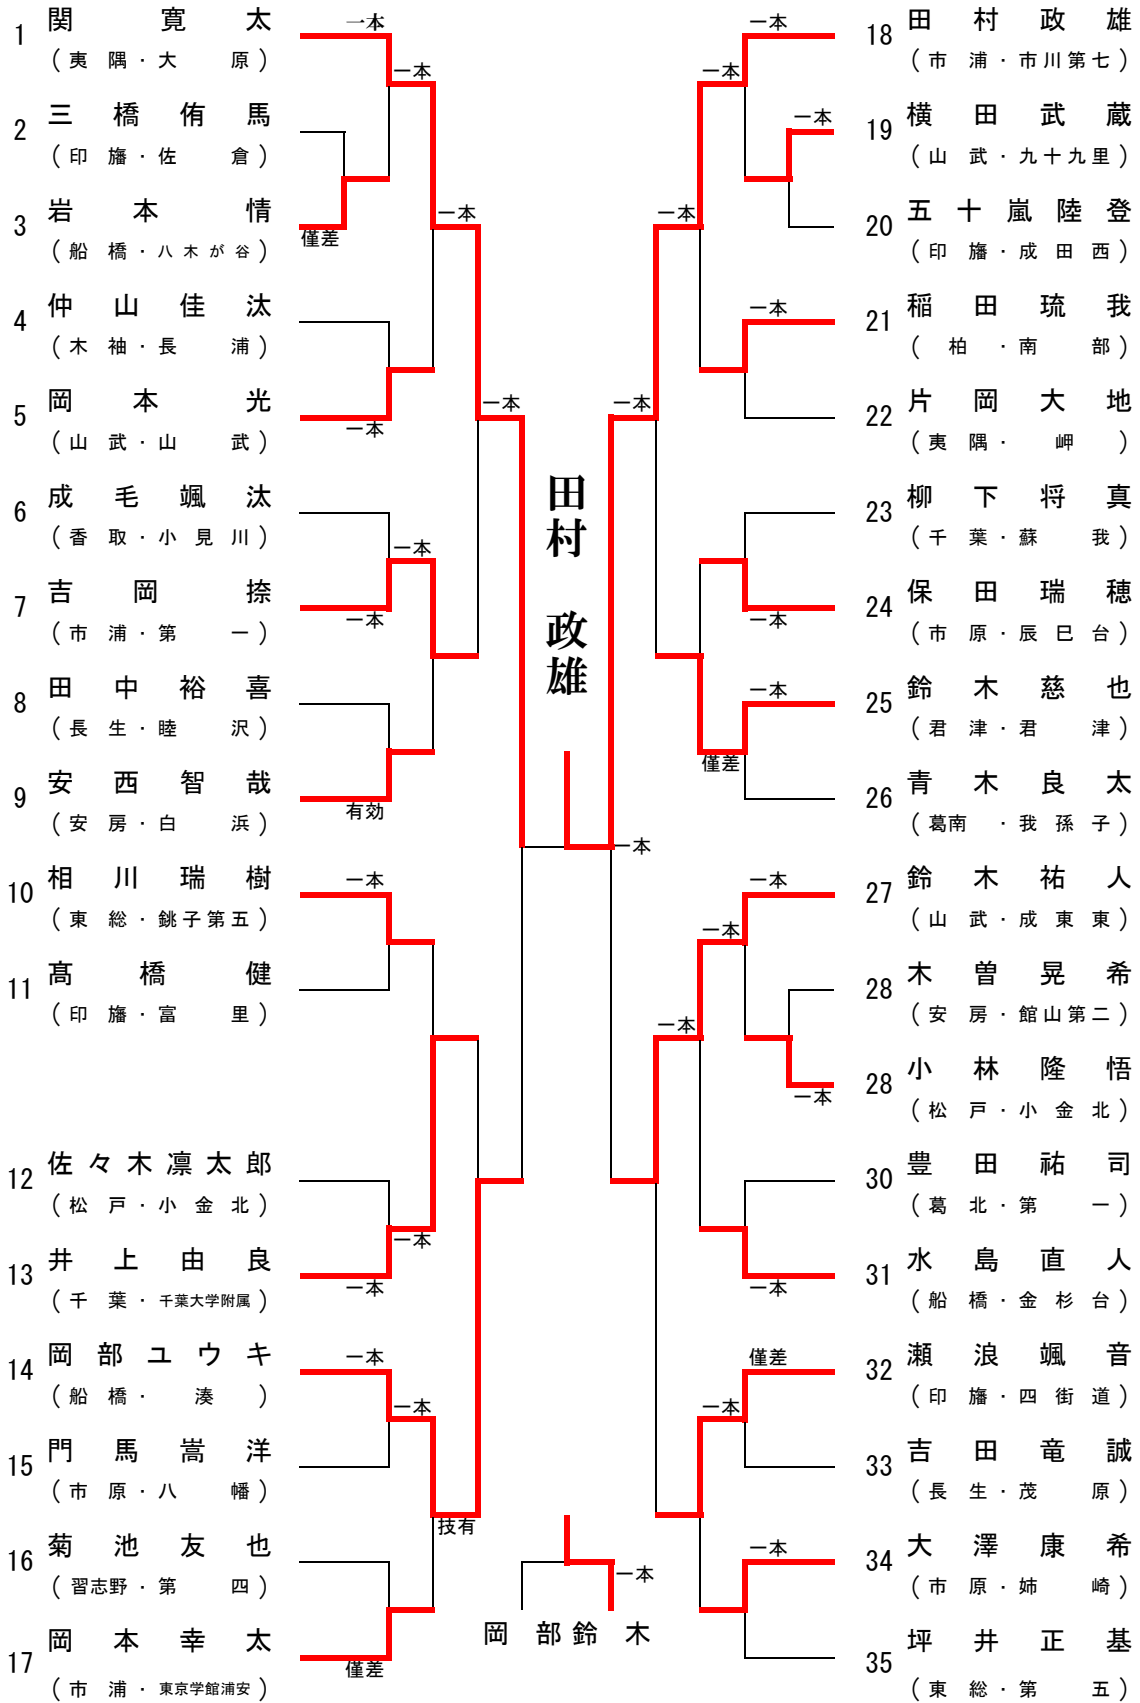 1 関寛太
（夷隅・大原）
2 三橋侑馬
（印旛・佐倉）
3 岩本情
（船橋・八木が谷）
4 仲山佳汰
（木袖・長浦）
5 岡本光
（山武・山武）
6 成毛颯汰
（香取・小見川）
7 吉岡捺
（市浦・第一）
8 田中裕喜
（長生・睦沢）
9 安西智哉
（安房・白浜）
10 相川瑞樹
（東総・銚子第五）
11 髙橋健
（印旛・富里）
12 佐々木凛太郎
（松戸・小金北）
13 井上由良
（千葉・千葉大学附属）
14 岡部ユウキ
（船橋・湊）
15 門馬嵩洋
（市原・八幡）
16 菊池友也
（習志野・第四）
17 岡本幸太
（市浦・東京学館浦安）
一本
一本
僅差
一本
一本
一本
一本
一本
有効
一本
一本
一本
一本
一本
技有
僅差
田村 政雄
一本
一本
岡部 鈴木
一本
一本
一本
一本
一本
一本
一本
一本
僅差
一本
一本
一本
一本
一本
僅差
一本
一本
18 田村政雄
（市浦・市川第七）
19 横田武蔵
（山武・九十九里）
20 五十嵐陸登
（印旛・成田西）
21 稲田琉我
（柏・南部）
22 片岡大地
（夷隅・岬）
23 柳下将真
（千葉・蘇我）
24 保田瑞穂
（市原・辰巳台）
25 鈴木慈也
（君津・君津）
26 青木良太
（葛南・我孫子）
27 鈴木祐人
（山武・成東東）
28 木曽晃希
（安房・館山第二）
28 小林隆悟
（松戸・小金北）
30 豊田祐司
（葛北・第一）
31 水島直人
（船橋・金杉台）
32 瀬浪颯音
（印旛・四街道）
33 吉田竜誠
（長生・茂原）
34 大澤康希
（市原・姉崎）
35 坪井正基
（東総・第五）